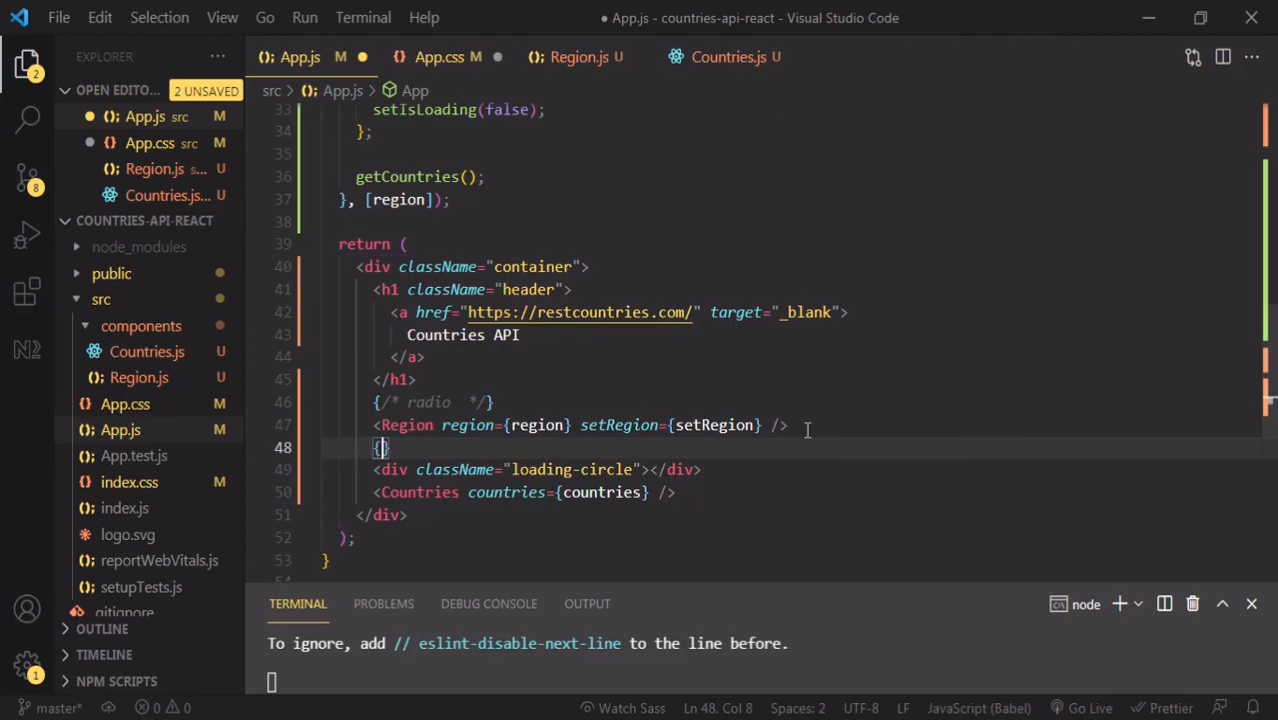 File Edit Selection View Go Run Terminal Help
● App.js - countries-api-react - Visual Studio Code
EXPLORER ···
2
OPEN EDITO... 2 UNSAVED
App.js src M
App.css src M
Region.js s... U
8
Countries.js... U
COUNTRIES-API-REACT
node_modules
public
src
components
Countries.js U
Region.js U
App.css M
App.js M
App.test.js
index.css M
index.js
logo.svg
reportWebVitals.js
setupTests.js
.gitignore
OUTLINE
TIMELINE
1
NPM SCRIPTS
App.js M App.css M Region.js U Countries.js U ···
src > App.js > App
33 setIsLoading(false);
34 };
35
36 getCountries();
37 }, [region]);
38
39 return (
40 <div className="container">
41 <h1 className="header">
42 <a href="https://restcountries.com/" target="_blank">
43 Countries API
44 </a>
45 </h1>
46 {/* radio  */}
47 <Region region={region} setRegion={setRegion} />
48 {}
49 <div className="loading-circle"></div>
50 <Countries countries={countries} />
51 </div>
52 );
53 }
TERMINAL PROBLEMS DEBUG CONSOLE OUTPUT node
To ignore, add // eslint-disable-next-line to the line before.
master* 0 0 Watch Sass Ln 48, Col 8 Spaces: 2 UTF-8 LF JavaScript (Babel) Go Live Prettier